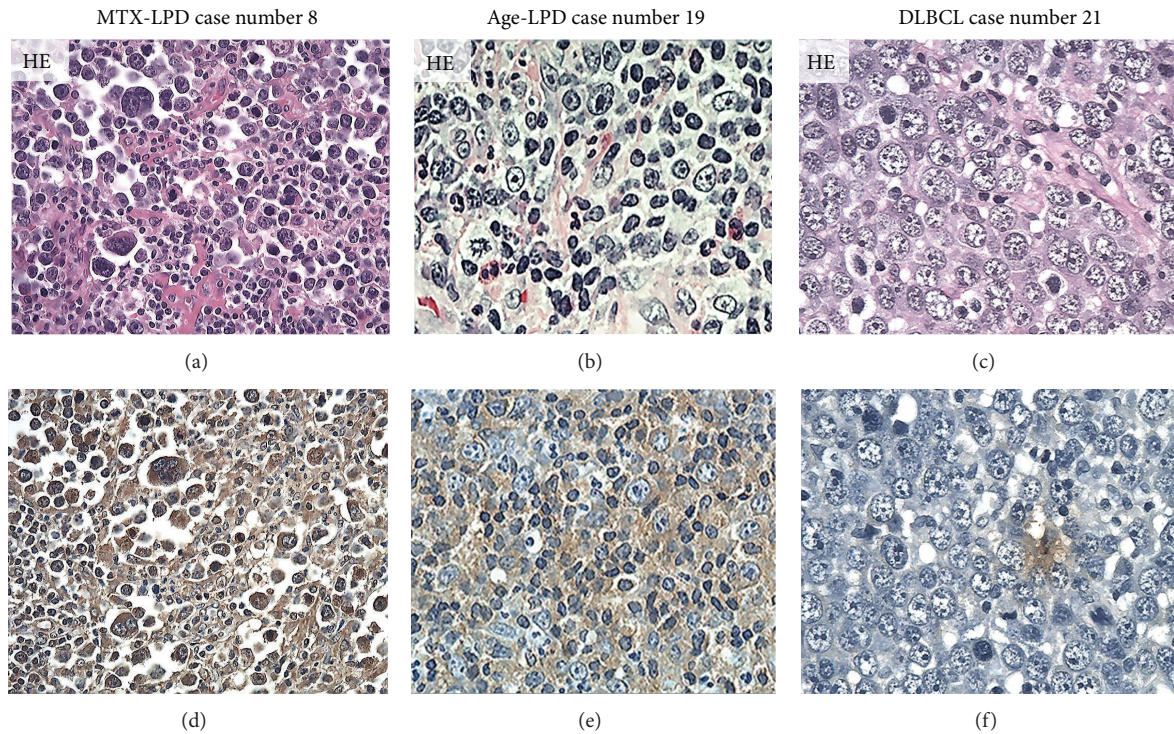 MTX-LPD case number 8
Age-LPD case number 19
DLBCL case number 21
HE
HE
HE
(a)
(b)
(c)
(d)
(e)
(f)